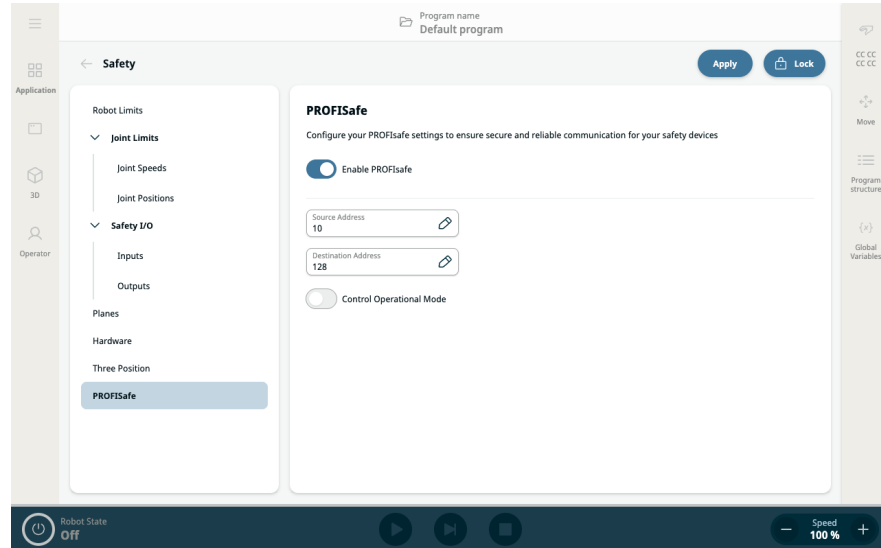 Program name
Default program
Safety
Apply
Lock
CC CC
CC CC
Application
Robot Limits
Joint Limits
Joint Speeds
Joint Positions
Safety I/O
Inputs
Outputs
Planes
Hardware
Three Position
PROFISafe
PROFISafe
Configure your PROFIsafe settings to ensure secure and reliable communication for your safety devices
Enable PROFIsafe
Source Address
10
Destination Address
128
Control Operational Mode
3D
Operator
Move
Program
structure
Global
Variables
Robot State
Off
Speed
100 %